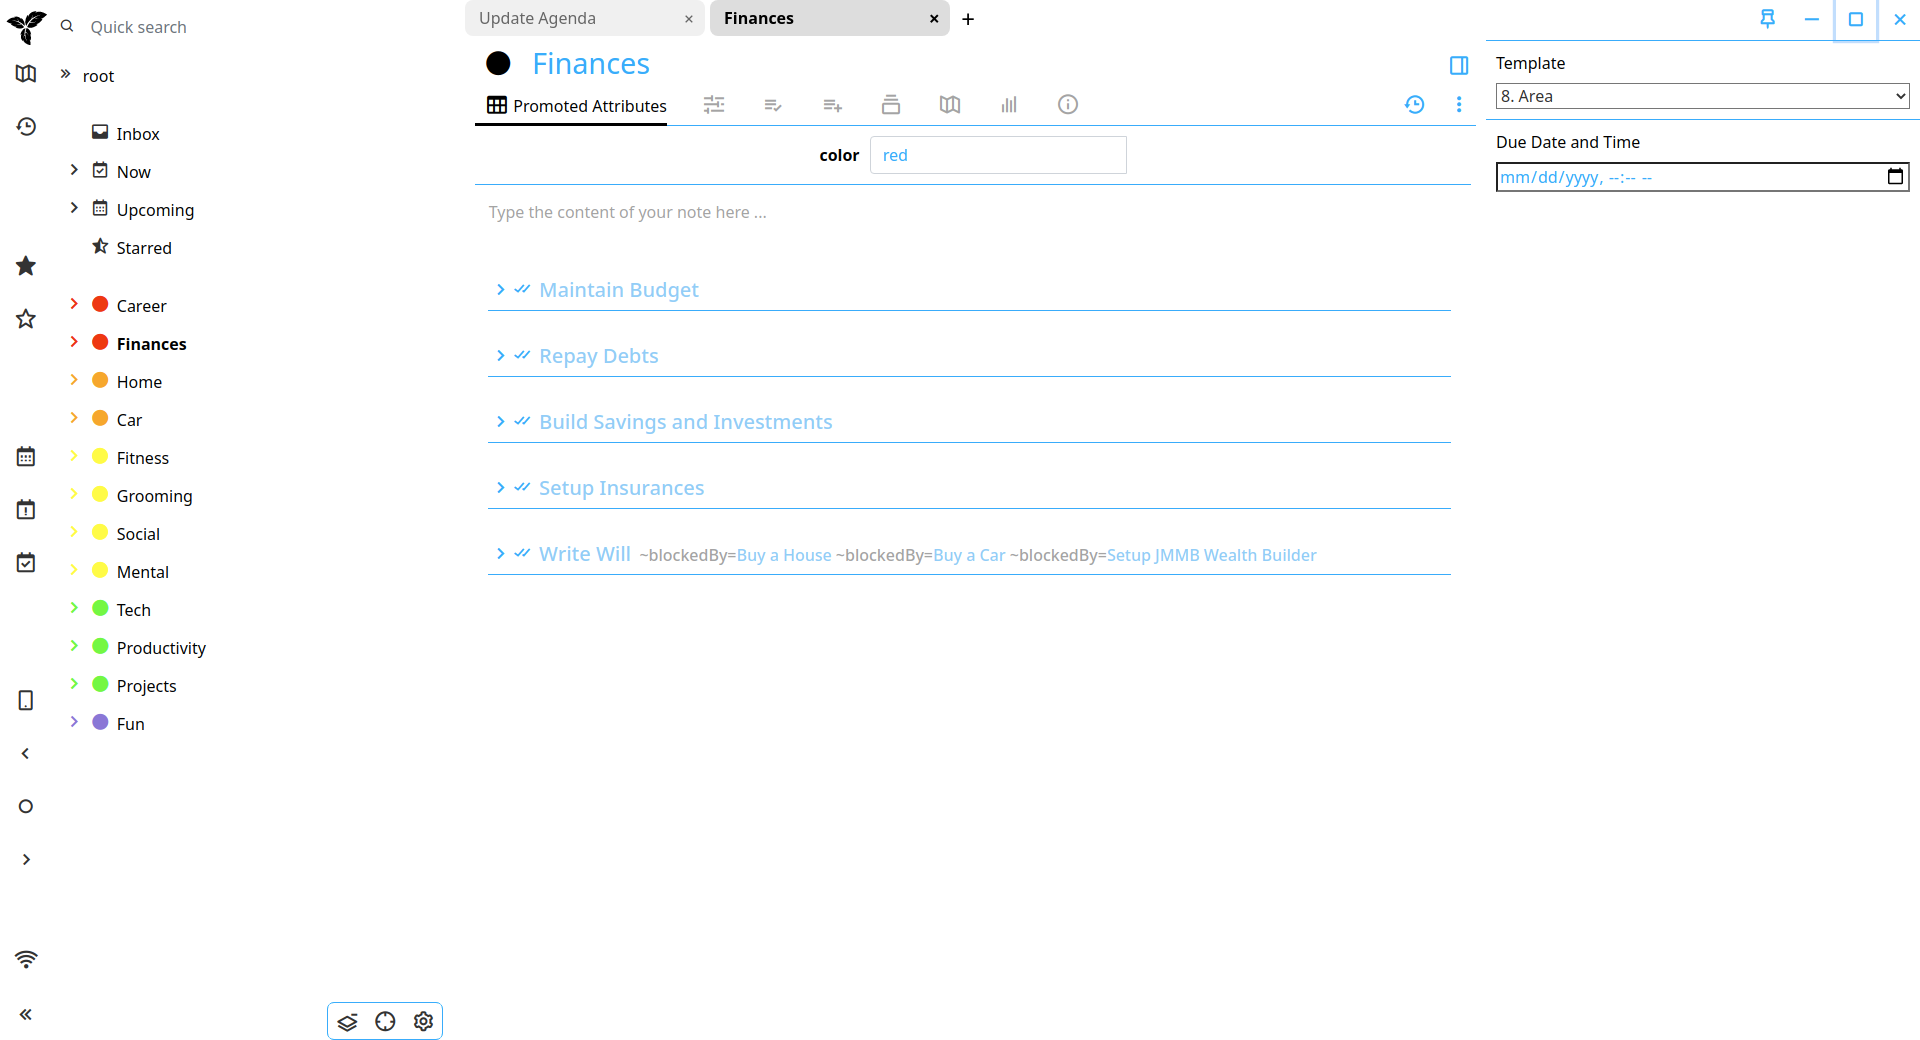 Quick search
root
Inbox
Now
Upcoming
Starred
Career
Finances
Home
Car
Fitness
Grooming
Social
Mental
Tech
Productivity
Projects
Fun
Update Agenda
Finances
Finances
Promoted Attributes
color red
Type the content of your note here ...
Maintain Budget
Repay Debts
Build Savings and Investments
Setup Insurances
Write Will ~blockedBy=Buy a House ~blockedBy=Buy a Car ~blockedBy=Setup JMMB Wealth Builder
Template
8. Area
Due Date and Time
mm/dd/yyyy, --:-- --